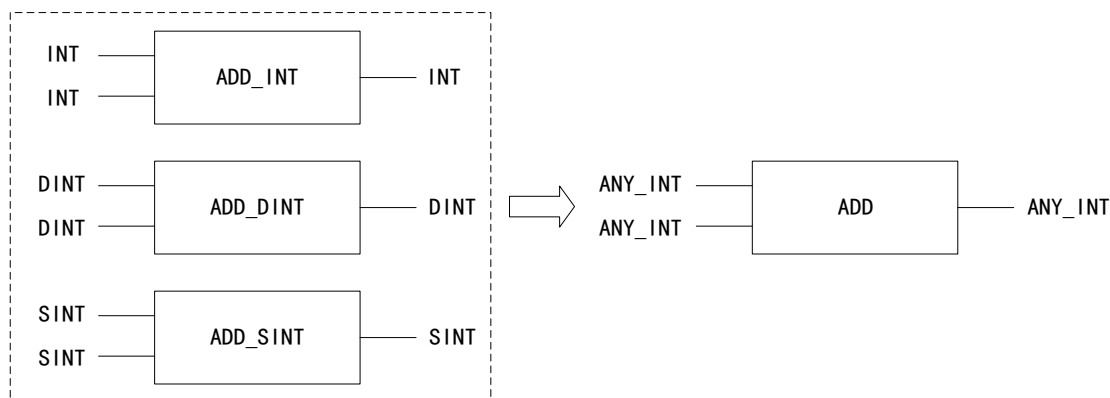 INT
INT
ADD_INT
INT
DINT
DINT
ADD_DINT
DINT
SINT
SINT
ADD_SINT
SINT
ANY_INT
ANY_INT
ADD
ANY_INT